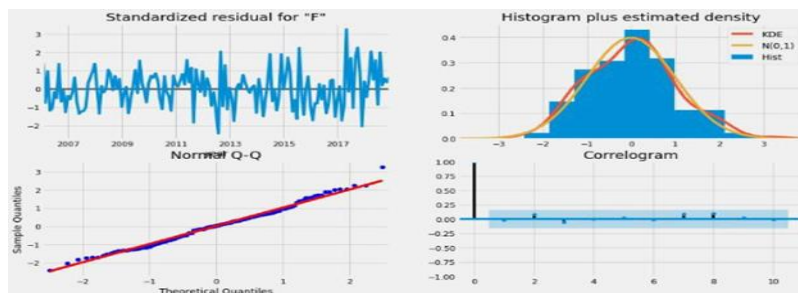 Standardized residual for "F"
3
2
1
0
−1
−2
2007 2009 2011 2013 2015 2017
Histogram plus estimated density
KDE
N(0,1)
Hist
0.4
0.3
0.2
0.1
0.0
−3 −2 −1 0 1 2 3
Normal Q-Q
Sample Quantiles
3
2
1
0
−1
−2
−2 −1 0 1 2
Theoretical Quantiles
Correlogram
1.00
0.75
0.50
0.25
0.00
−0.25
−0.50
−0.75
−1.00
0 2 4 6 8 10